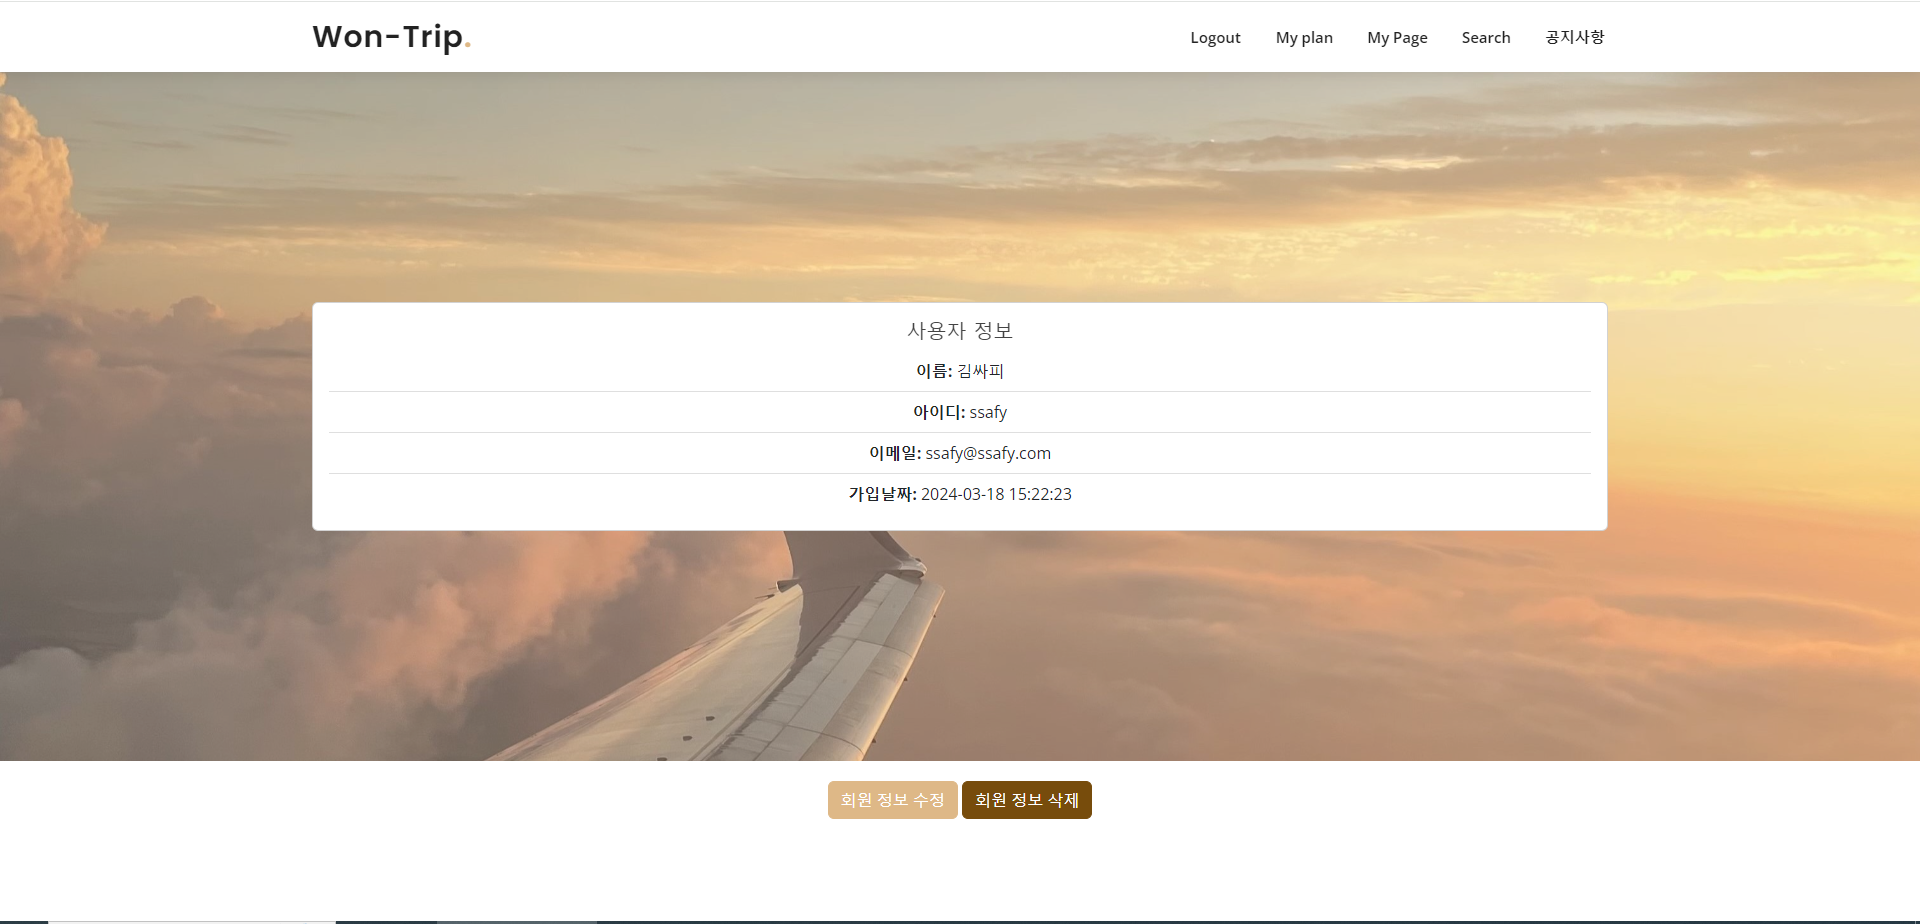 Won-Trip.
Logout My plan My Page Search 공지사항
사용자 정보
이름: 김싸피
아이디: ssafy
이메일: ssafy@ssafy.com
가입날짜: 2024-03-18 15:22:23
회원 정보 수정 회원 정보 삭제